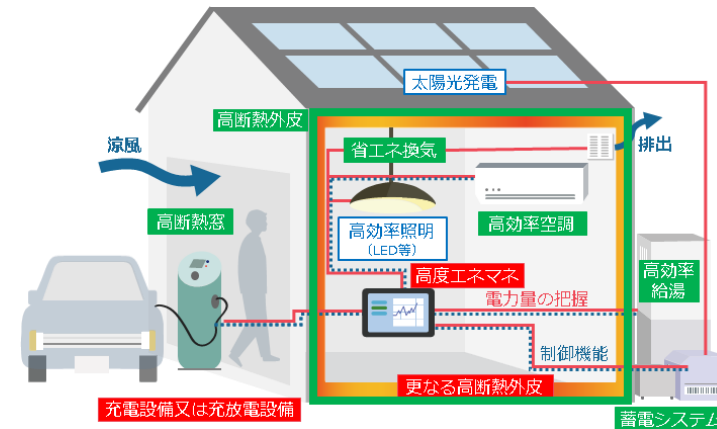 太陽光発電
高断熱外皮
涼風
省エネ換気
排出
高断熱窓
高効率照明
(LED等)
高効率空調
高度エネマネ
高効率
給湯
電力量の把握
制御機能
更なる高断熱外皮
充電設備又は充放電設備
蓄電システム